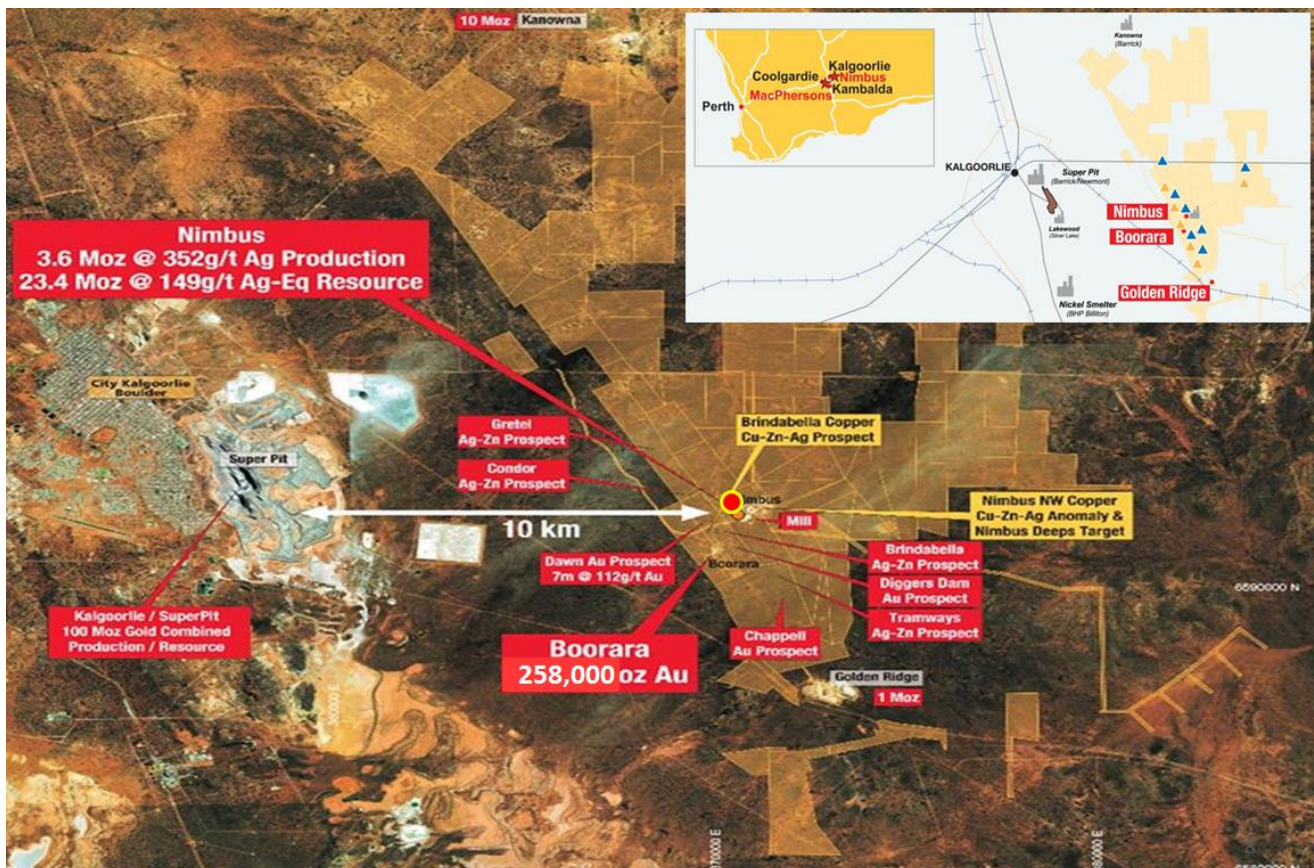 10 Moz Kanowna
Coolgardie
Kalgoorlie
Nimbus
Kambalda
MacPhersons
Perth
Kanowna
(Barrick)
KALGOORLIE
Super Pit
(Barrick/Newmont)
Lakewood
(Silver Lake)
Nimbus
Boorara
Golden Ridge
Nickel Smelter
(BHP Billiton)
Nimbus
3.6 Moz @ 352g/t Ag Production
23.4 Moz @ 149g/t Ag-Eq Resource
City Kalgoorlie
Boulder
Super Pit
Gretel
Ag-Zn Prospect
Condor
Ag-Zn Prospect
Brindabella Copper
Cu-Zn-Ag Prospect
imbus
Mill
Nimbus NW Copper
Cu-Zn-Ag Anomaly &
Nimbus Deeps Target
10 km
Dawn Au Prospect
7m @ 112g/t Au
Boorara
Brindabella
Ag-Zn Prospect
Diggers Dam
Au Prospect
Tramways
Ag-Zn Prospect
6590000 N
Kalgoorlie / SuperPit
100 Moz Gold Combined
Production / Resource
Boorara
258,000 oz Au
Chappell
Au Prospect
Golden Ridge
1 Moz
360000 E